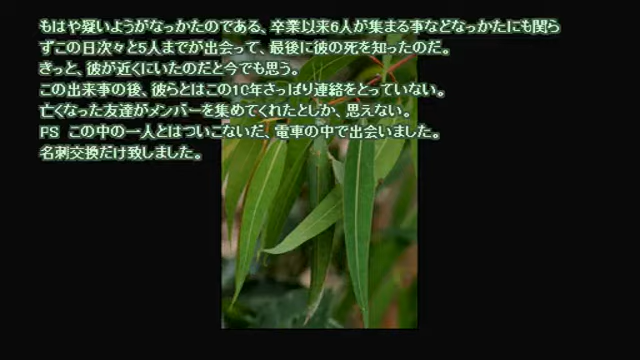 もはや疑いようがなっかたのである、卒業以来6人が集まる事などなっかたにも関ら
ずこの日次々と5人までが出会って、最後に彼の死を知ったのだ。
きっと、彼が近くにいたのだと今でも思う。
この出来事の後、彼らとはこの10年さっぱり連絡をとっていない。
亡くなった友達がメンバーを集めてくれたとしか、思えない。
PS　この中の一人とはついこないだ、電車の中で出会いました。
名刺交換だけ致しました。